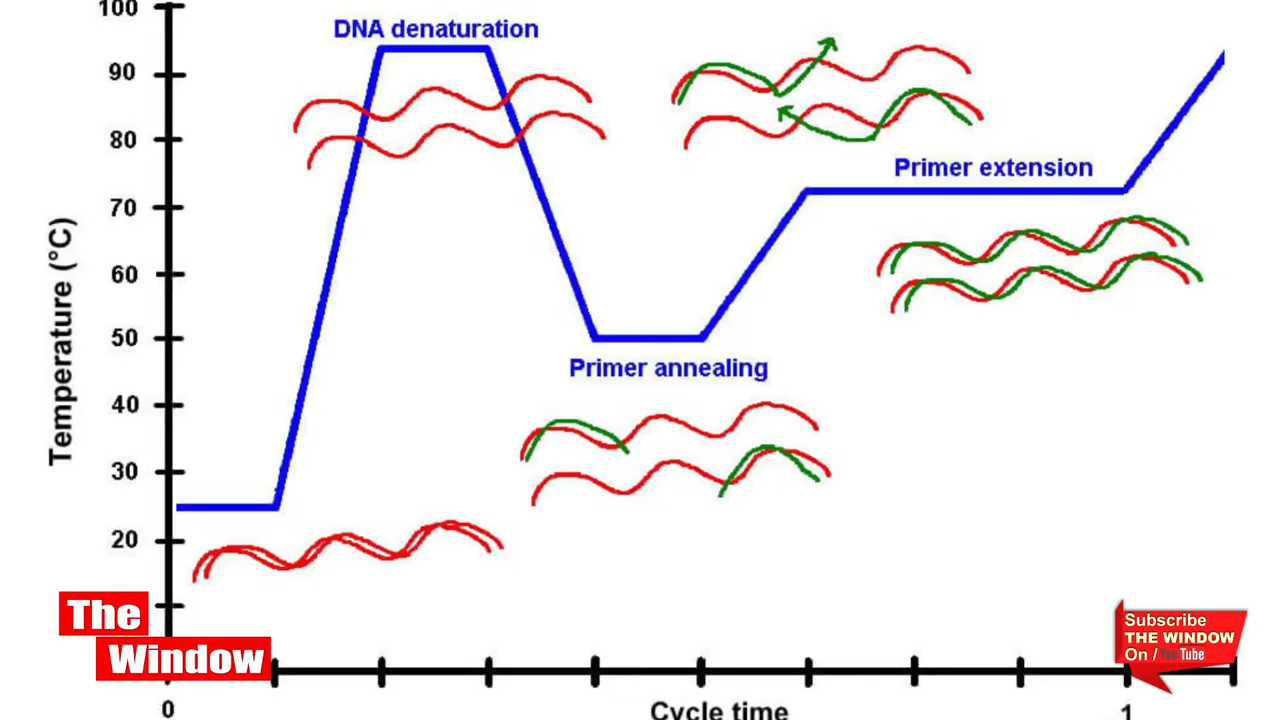 100
DNA denaturation
90
80
Primer extension
70
60
50
Primer annealing
40
30
20
Temperature (°C)
The
Window
Subscribe
THE WINDOW
On / YouTube
0
Cycle time
1